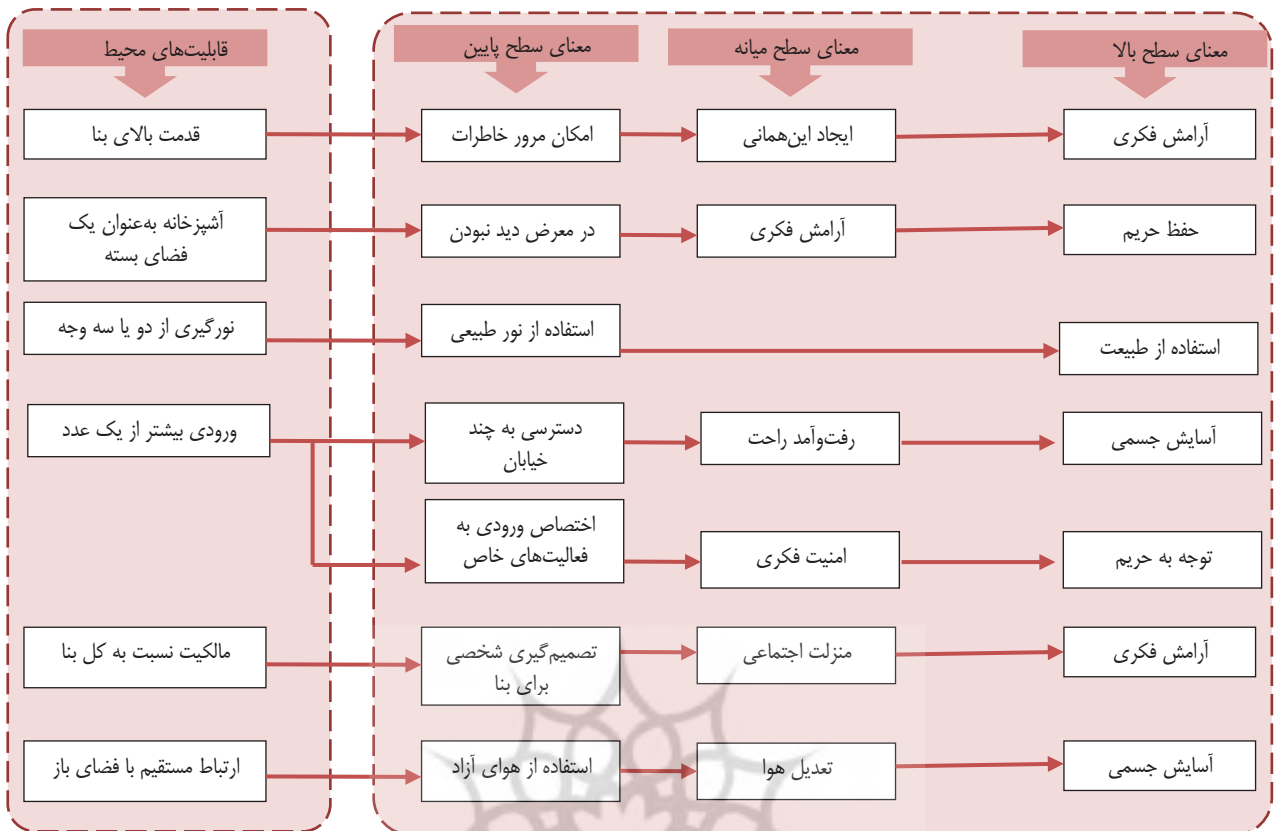 قابلیت‌های محیط
معنای سطح پایین
معنای سطح میانه
معنای سطح بالا
قدمت بالای بنا
امکان مرور خاطرات
ایجاد این‌همانی
آرامش فکری
آشپزخانه به‌عنوان یک
فضای بسته
در معرض دید نبودن
آرامش فکری
حفظ حریم
نورگیری از دو یا سه وجه
استفاده از نور طبیعی
استفاده از طبیعت
ورودی بیشتر از یک عدد
دسترسی به چند
خیابان
رفت‌وآمد راحت
آسایش جسمی
اختصاص ورودی به
فعالیت‌های خاص
امنیت فکری
توجه به حریم
مالکیت نسبت به کل بنا
تصمیم‌گیری شخصی
برای بنا
منزلت اجتماعی
آرامش فکری
ارتباط مستقیم با فضای باز
استفاده از هوای آزاد
تعدیل هوا
آسایش جسمی